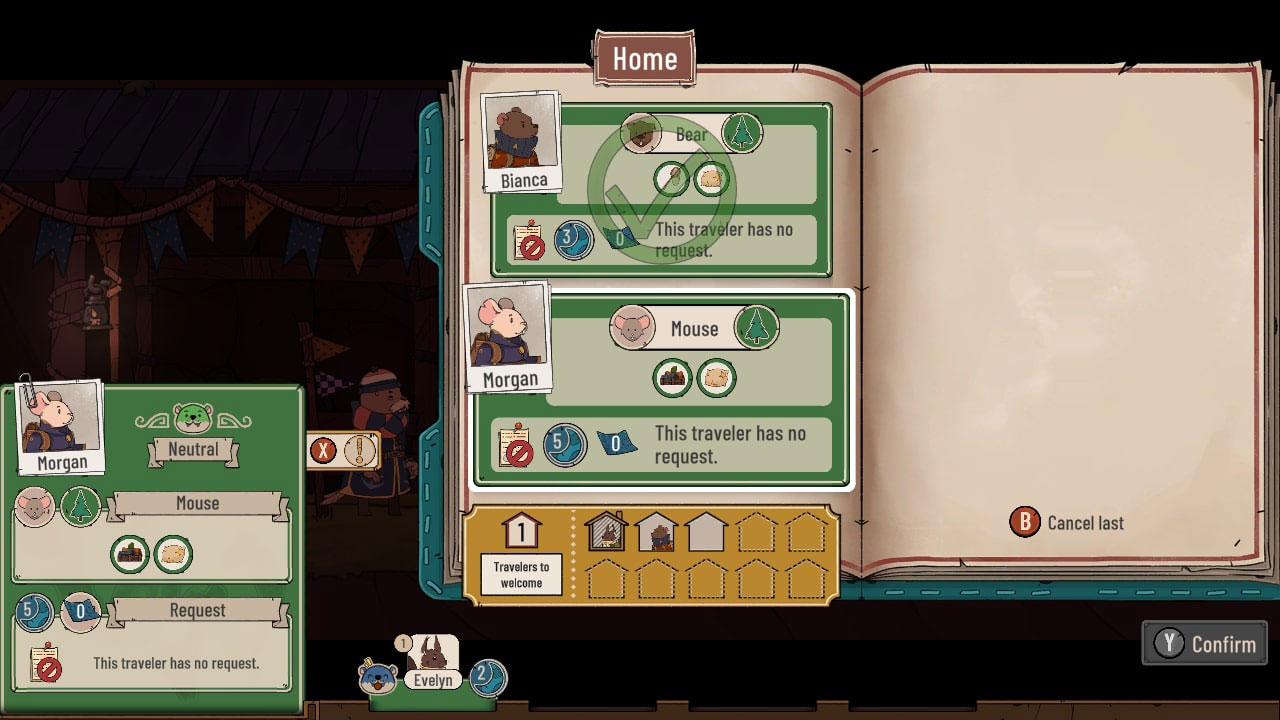 Home
Bianca
Bear
3
0
This traveler has no
request.
Morgan
Mouse
5
0
This traveler has no
request.
1
Travelers to
welcome
B Cancel last
Y Confirm
Morgan
Neutral
X
!
Mouse
5
0
Request
This traveler has no request.
1
Evelyn
2